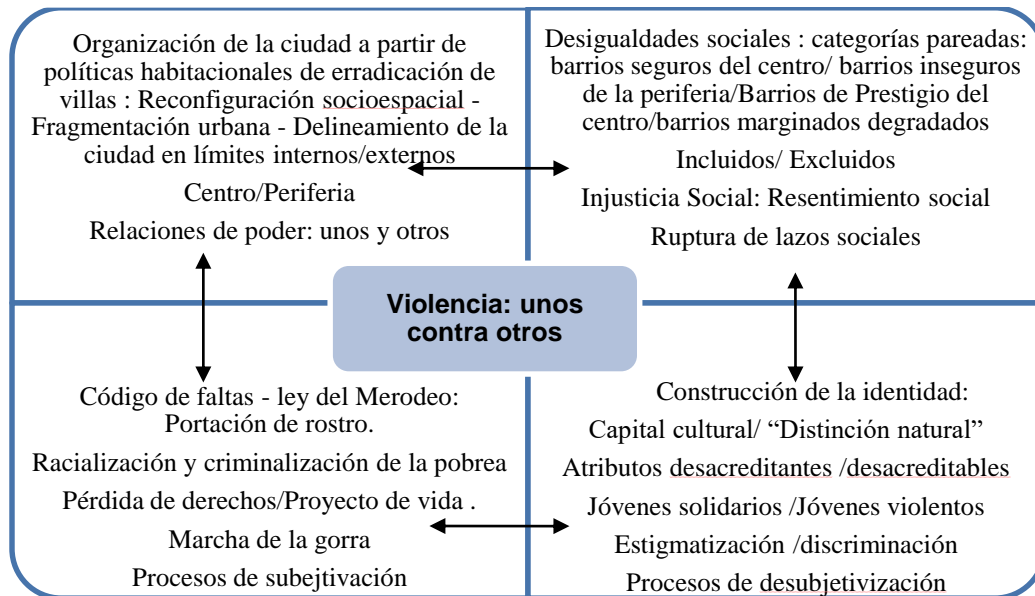 Organización de la ciudad a partir de
políticas habitacionales de erradicación de
villas : Reconfiguración socioespacial -
Fragmentación urbana - Delineamiento de la
ciudad en límites internos/externos
Centro/Periferia
Relaciones de poder: unos y otros
Desigualdades sociales : categorías pareadas:
barrios seguros del centro/ barrios inseguros
de la periferia/Barrios de Prestigio del
centro/barrios marginados degradados
Incluidos/ Excluidos
Injusticia Social: Resentimiento social
Ruptura de lazos sociales
Violencia: unos
contra otros
Código de faltas - ley del Merodeo:
Portación de rostro.
Racialización y criminalización de la pobrea
Pérdida de derechos/Proyecto de vida .
Marcha de la gorra
Procesos de subejtivación
Construcción de la identidad:
Capital cultural/ “Distinción natural”
Atributos desacreditantes /desacreditables
Jóvenes solidarios /Jóvenes violentos
Estigmatización /discriminación
Procesos de desubjetivización